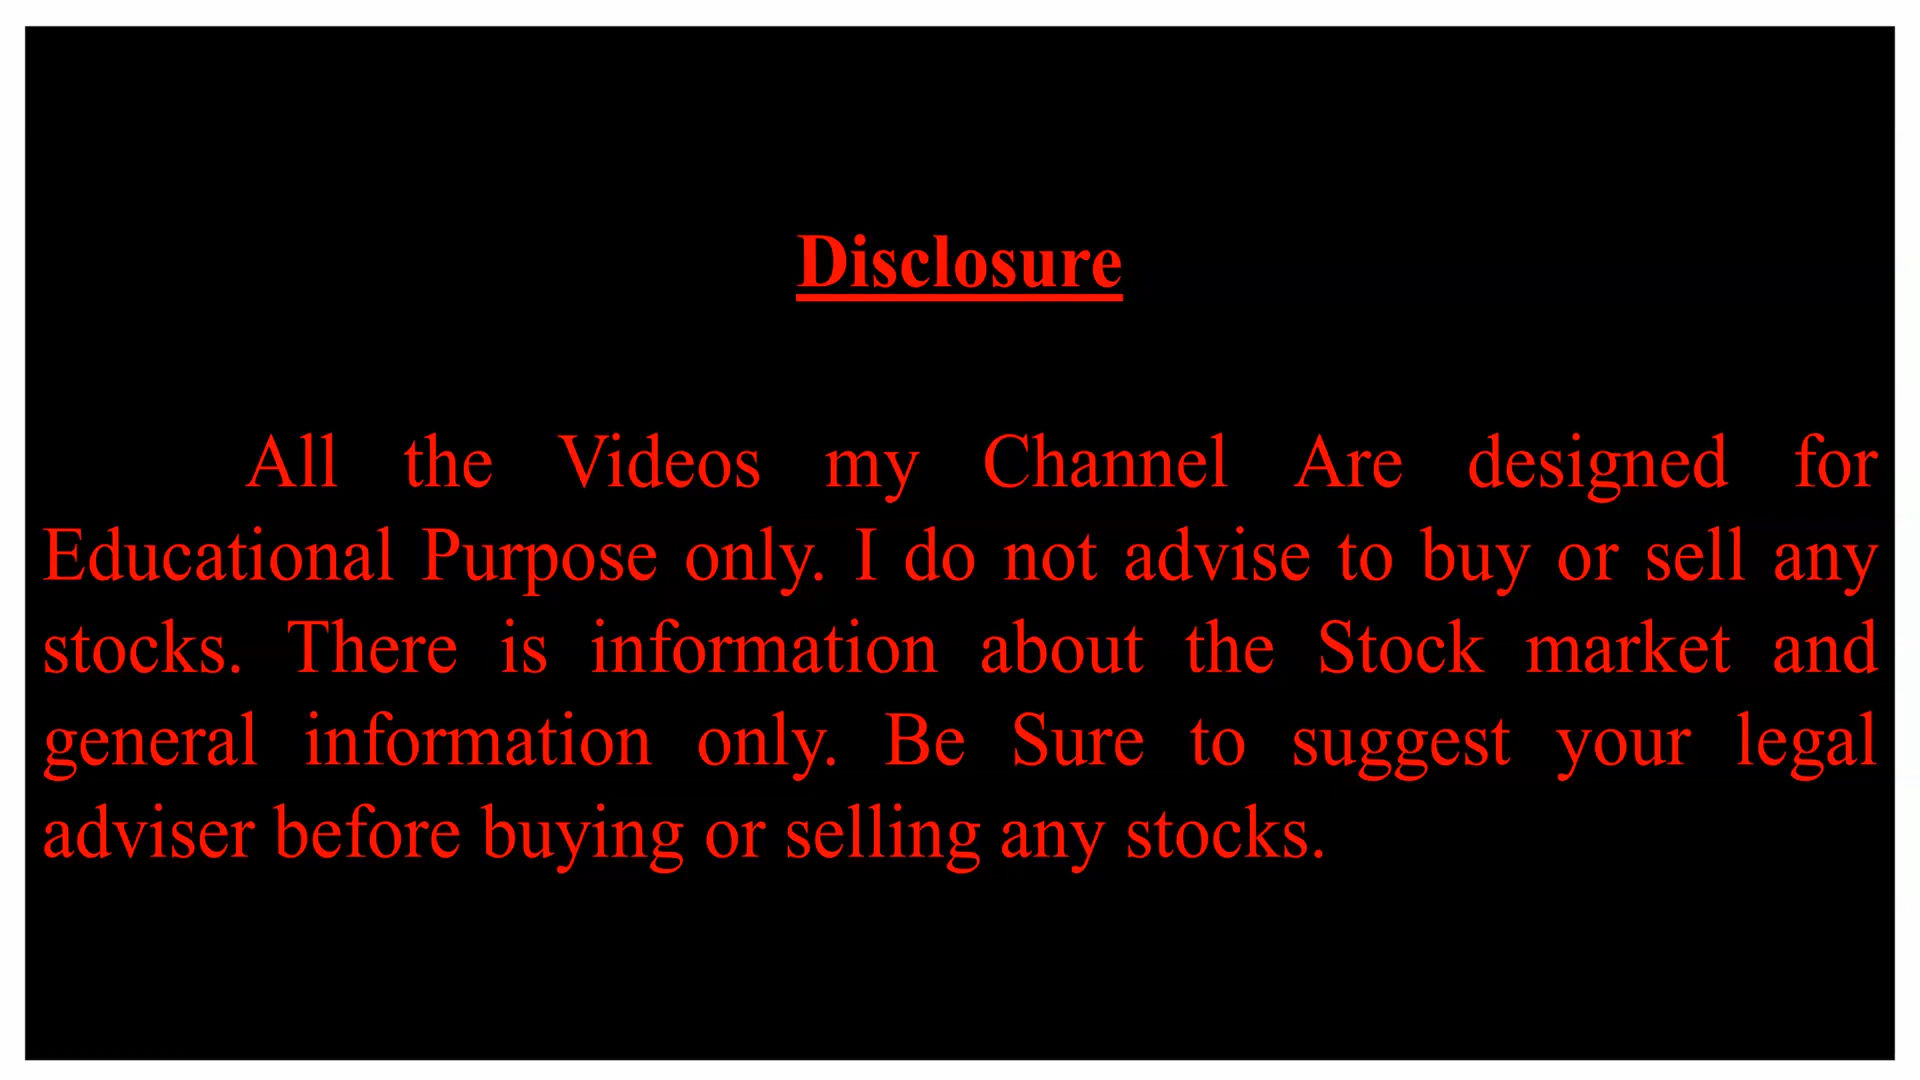 Disclosure
All the Videos my Channel Are designed for
Educational Purpose only. I do not advise to buy or sell any
stocks. There is information about the Stock market and
general information only. Be Sure to suggest your legal
adviser before buying or selling any stocks.